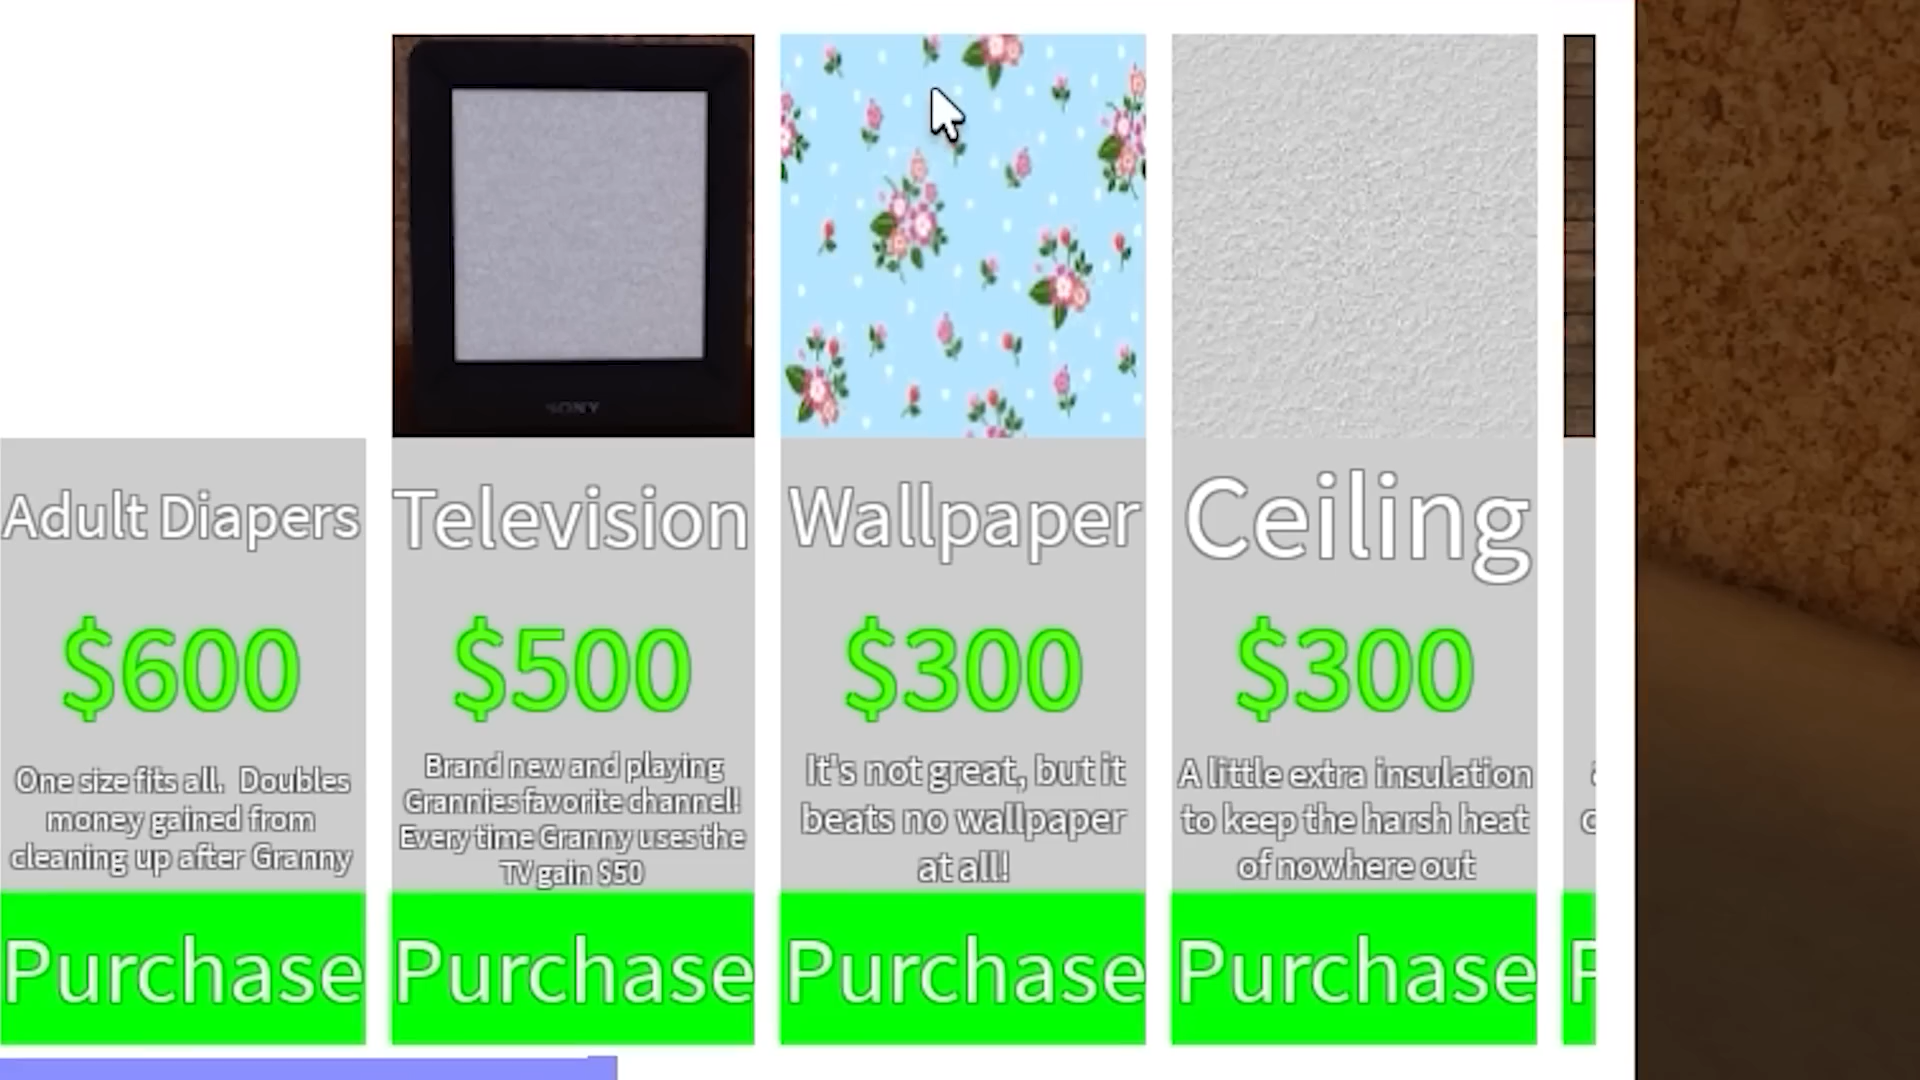 SONY
Adult Diapers
$600
One size fits all. Doubles
money gained from
cleaning up after Granny
Purchase
Television
$500
Brand new and playing
Grannies favorite channel!
Every time Granny uses the
TV gain $50
Purchase
Wallpaper
$300
It's not great, but it
beats no wallpaper
at all!
Purchase
Ceiling
$300
A little extra insulation
to keep the harsh heat
of nowhere out
Purchase